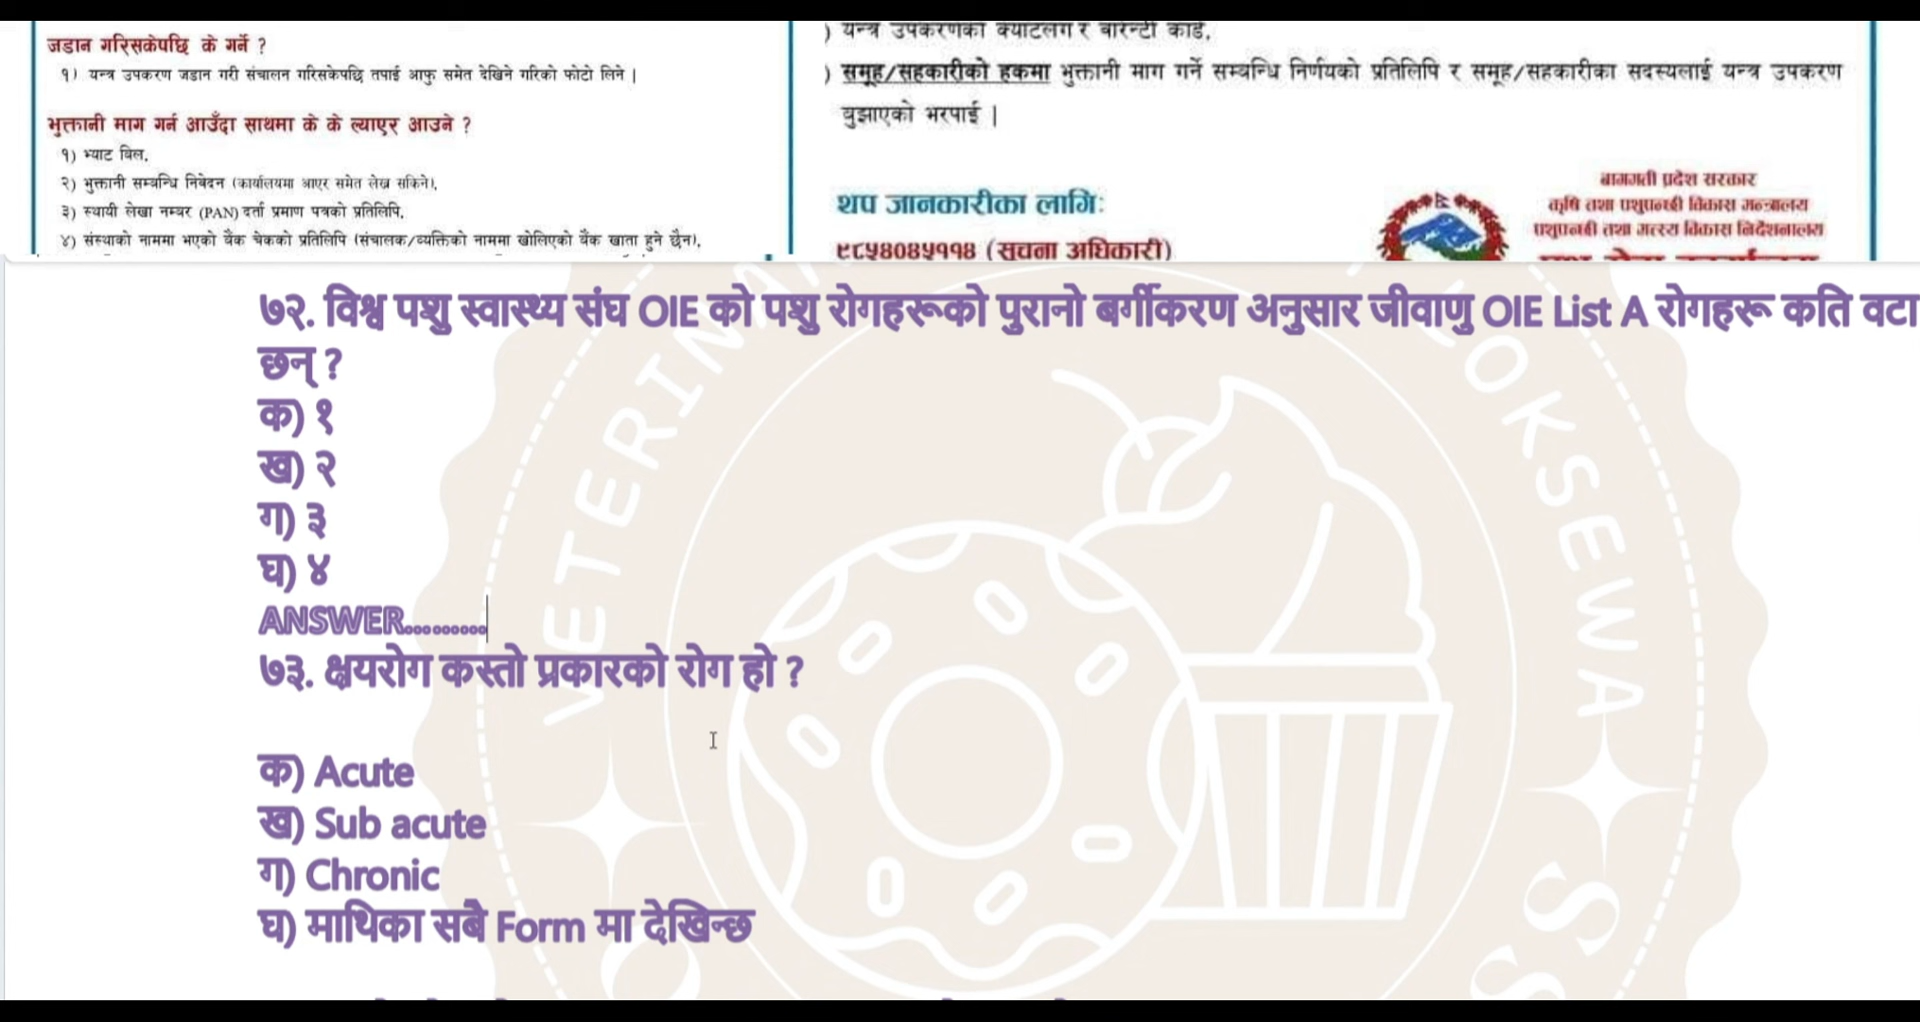 जडान गरिसकेपछि के गर्ने ?
१) यन्त्र उपकरण जडान गरी संचालन गरिसकेपछि तपाई आफु समेत देखिने गरिको फोटो लिने |
भुक्तानी माग गर्न आउँदा साथमा के के ल्याएर आउने ?
१) भ्याट बिल,
२) भुक्तानी सम्बन्धि निवेदन (कार्यालयमा आएर समेत लेख्न सकिने),
३) स्थायी लेखा नम्बर (PAN) दर्ता प्रमाण पत्रको प्रतिलिपि,
४) संस्थाको नाममा भएको बैंक चेकको प्रतिलिपि (संचालक/व्यक्तिको नाममा खोलिएको बैंक खाता हुने छैन),
) यन्त्र उपकरणको क्याटलग र वारेन्टी कार्ड,
) समूह/सहकारीको हकमा भुक्तानी माग गर्ने सम्बन्धि निर्णयको प्रतिलिपि र समूह/सहकारीका सदस्यलाई यन्त्र उपकरण
बुझाएको भरपाई |
थप जानकारीका लागि:
९८५४०४५११४ (सुचना अधिकारी)
बागमती प्रदेश सरकार
कृषि तथा पशुपन्छी विकास मन्त्रालय
पशुपन्छी तथा मत्स्य विकास निर्देशनालय
७२. विश्व पशु स्वास्थ्य संघ OIE को पशु रोगहरूको पुरानो बर्गीकरण अनुसार जीवाणु OIE List A रोगहरू कति वटा
छन् ?
क) १
ख) २
ग) ३
घ) ४
ANSWER.........
७३. क्षयरोग कस्तो प्रकारको रोग हो ?
क) Acute
ख) Sub acute
ग) Chronic
घ) माथिका सबै Form मा देखिन्छ
LOKSEWA